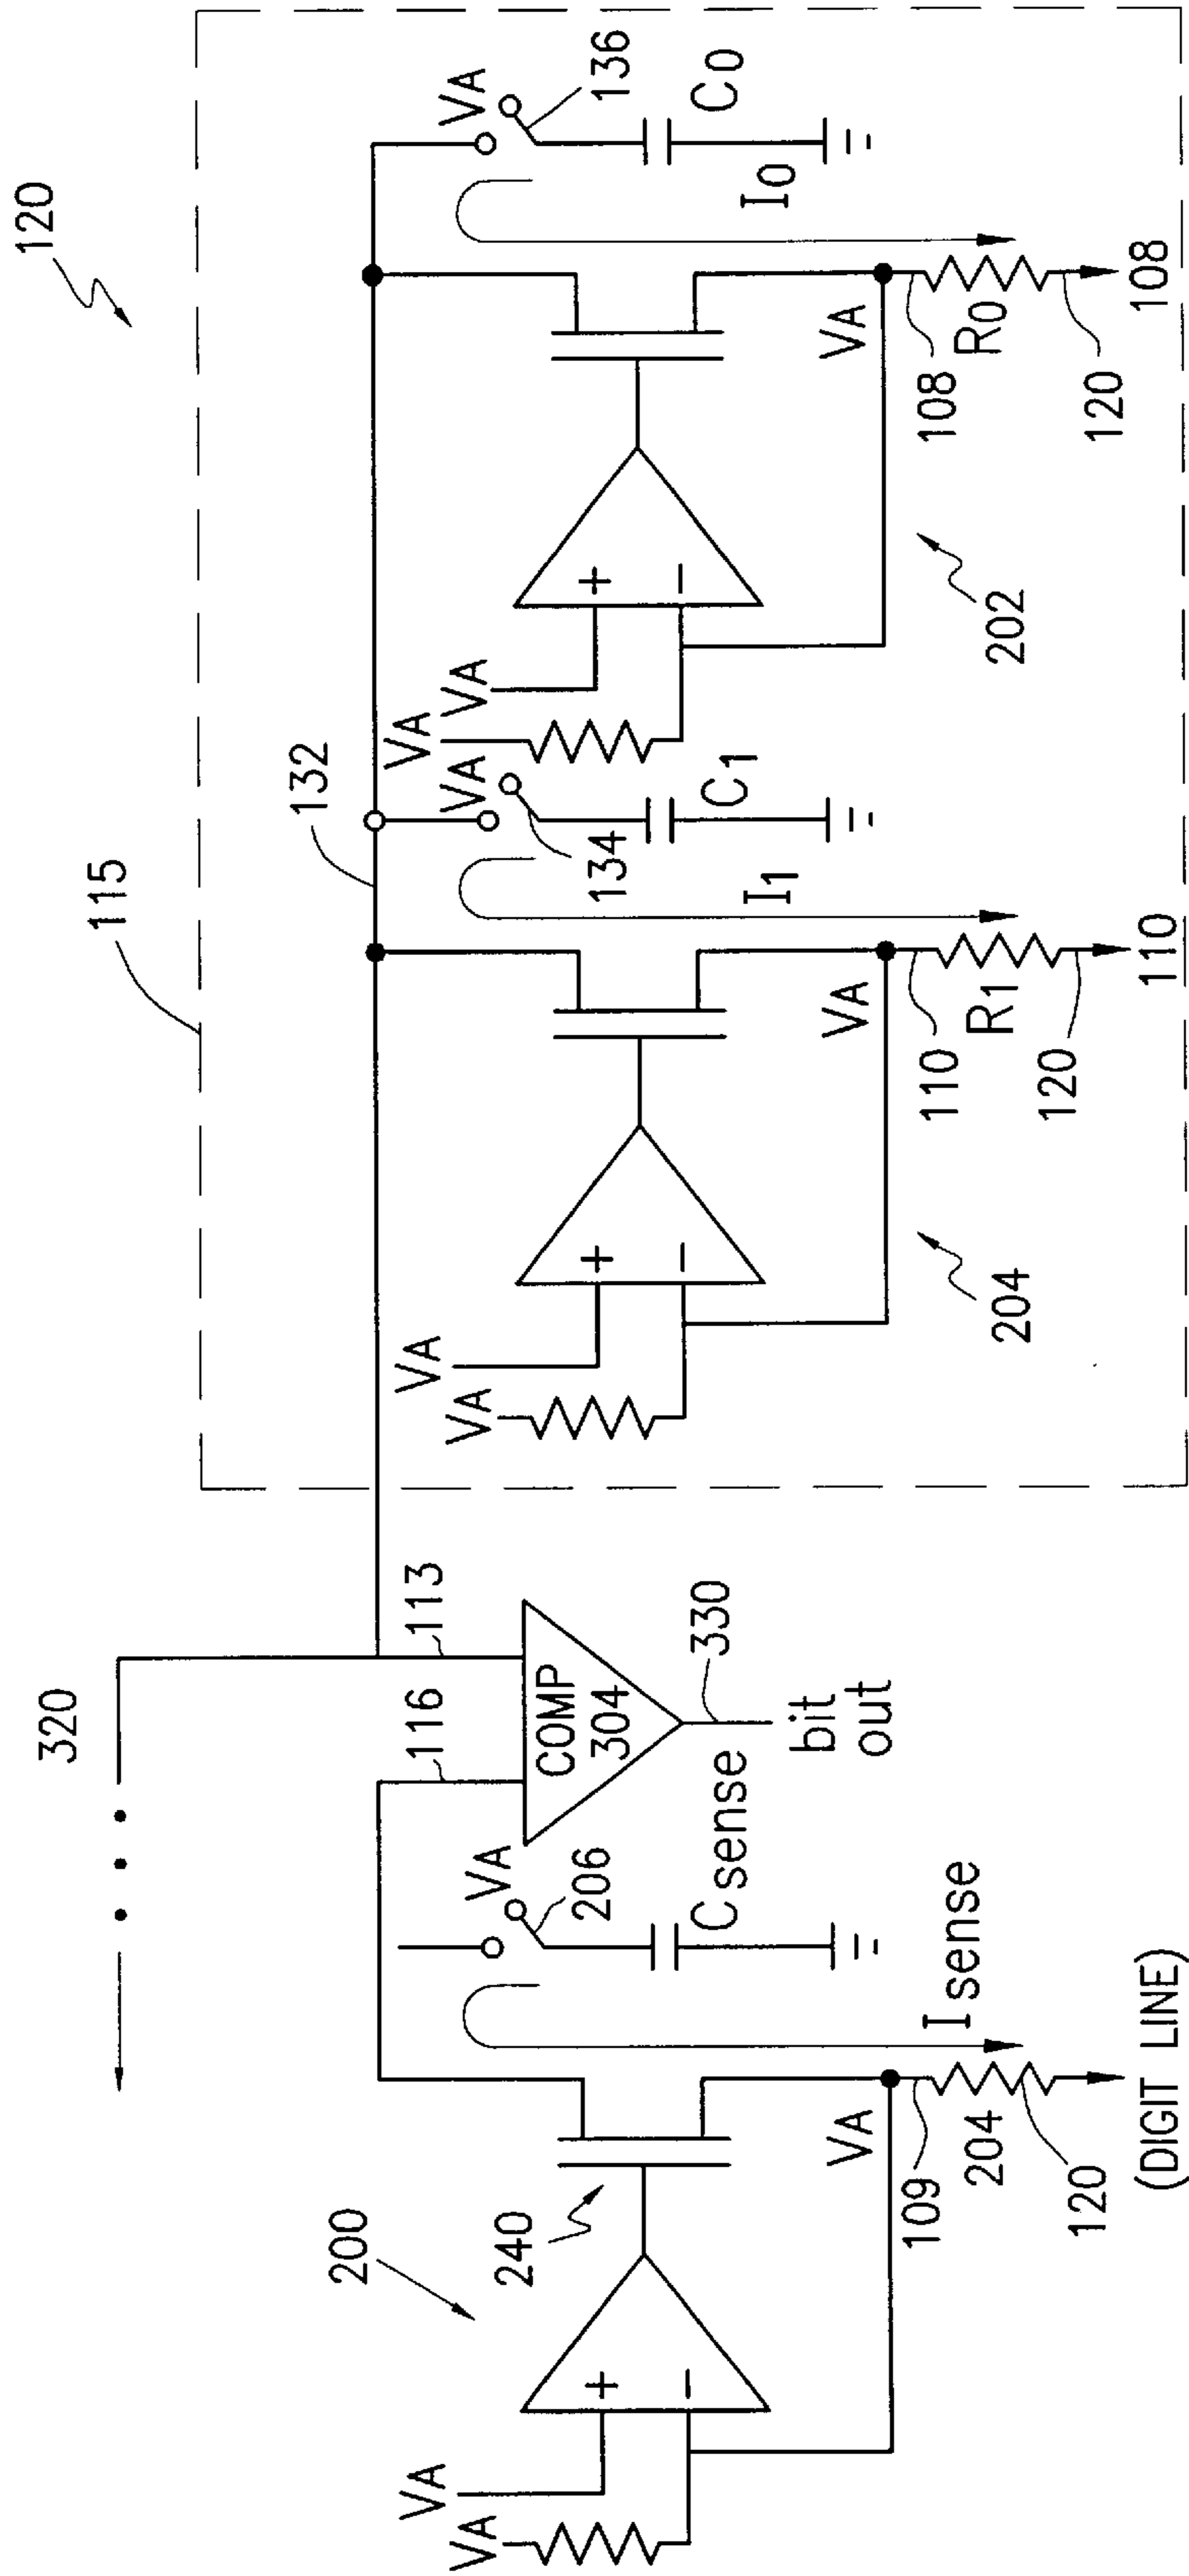 120
115
320
132
VA
VA
VA
VA
VA
VA
VA
VA
VA
136
134
206
200
240
116
113
COMP
304
330
bit
out
C0
C1
Csense
I0
I1
Isense
VA
VA
VA
202
204
108
R0
120
108
110
R1
120
110
109
204
120
(DIGIT LINE)
+
−
+
−
+
−